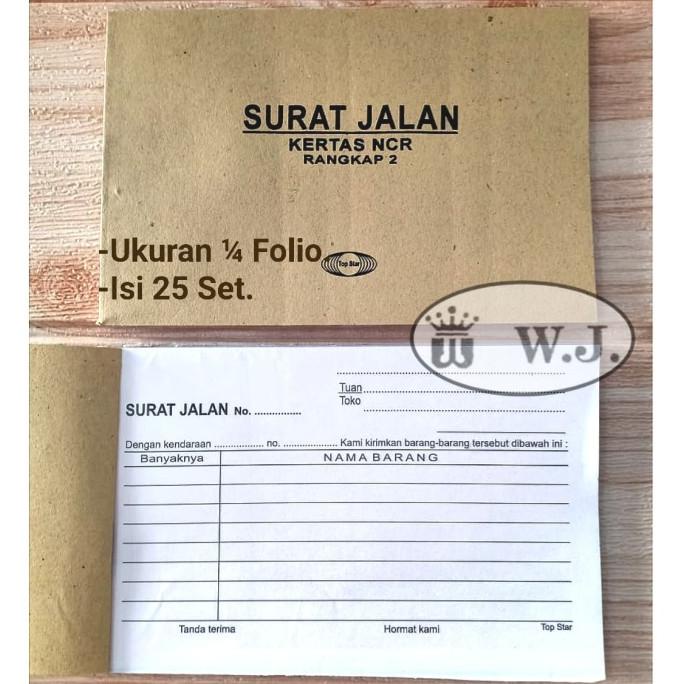 SURAT JALAN
KERTAS NCR
RANGKAP 2
-Ukuran ¼ Folio
Top Star
-Isi 25 Set.
W.J.
Tuan
SURAT JALAN No. ................
Toko
Dengan kendaraan .................. no. .................... Kami kirimkan barang-barang tersebut dibawah ini :
Banyaknya NAMA BARANG
Tanda terima Hormat kami Top Star